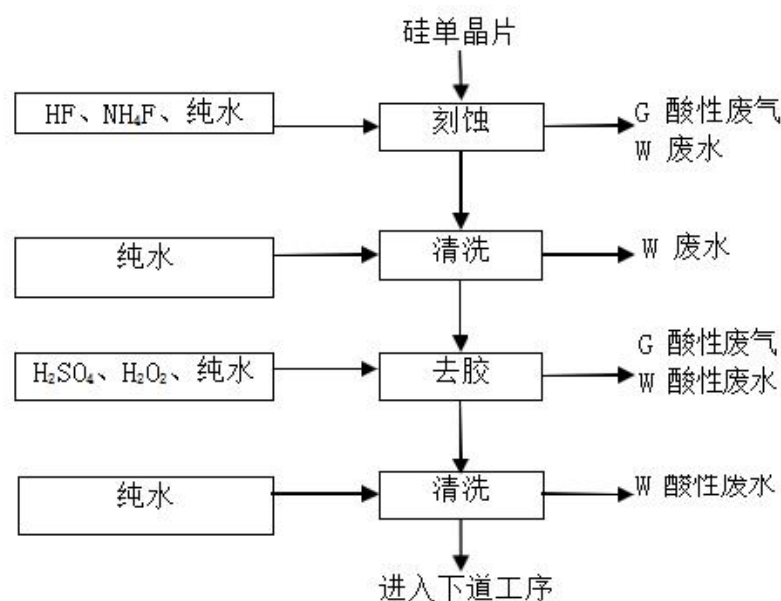 硅单晶片
HF、NH₄F、纯水
刻蚀
G 酸性废气
W 废水
纯水
清洗
W 废水
H₂SO₄、H₂O₂、纯水
去胶
G 酸性废气
W 酸性废水
纯水
清洗
W 酸性废水
进入下道工序